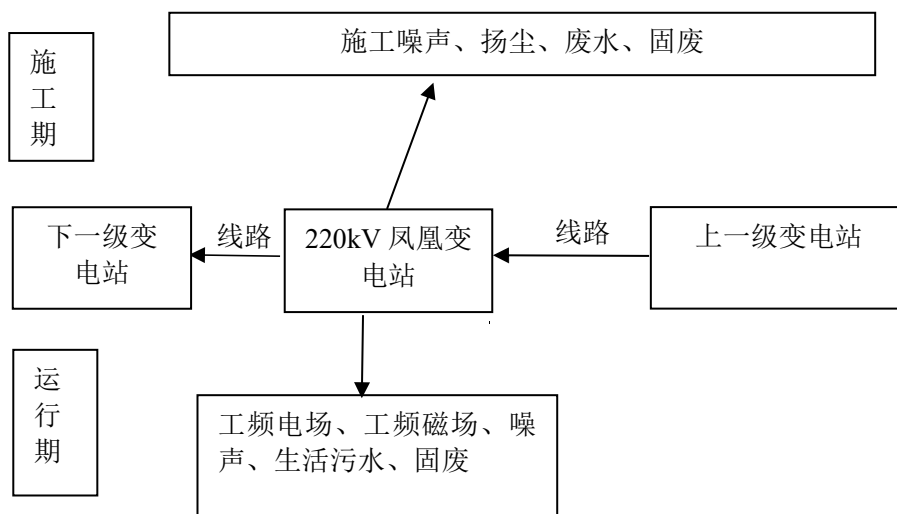 施工噪声、扬尘、废水、固废
施
工
期
下一级变
电站
线路
220kV 凤凰变
电站
线路
上一级变电站
运
行
期
工频电场、工频磁场、噪
声、生活污水、固废